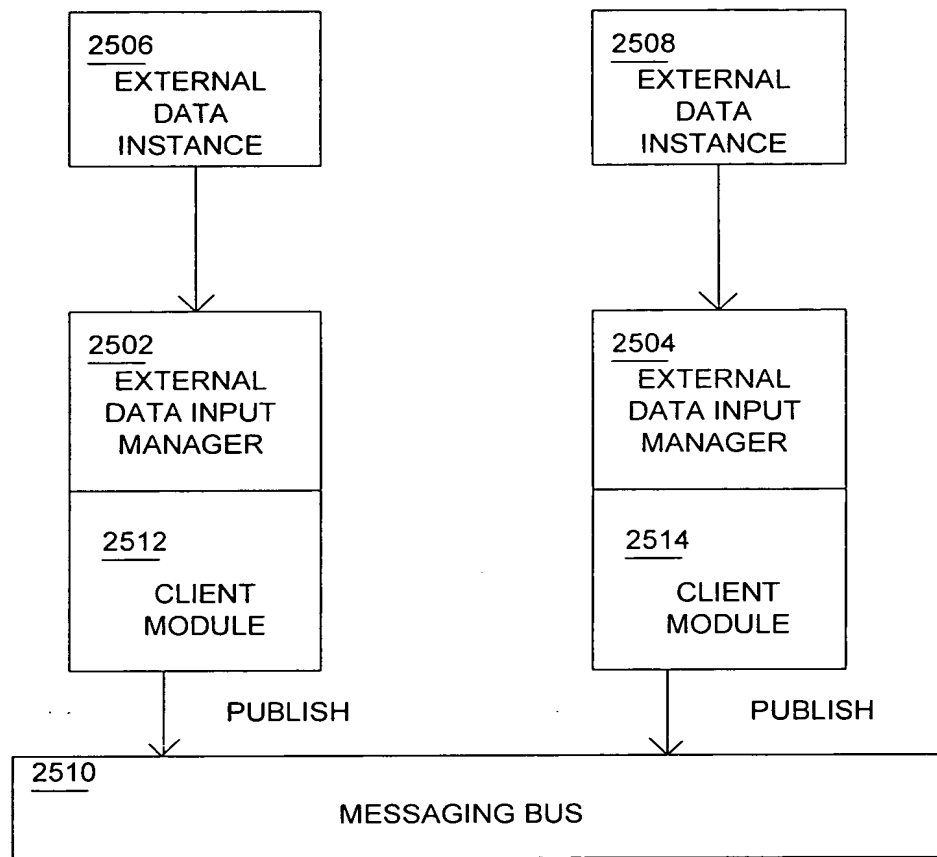 2506
EXTERNAL
DATA
INSTANCE
2508
EXTERNAL
DATA
INSTANCE
2502
EXTERNAL
DATA INPUT
MANAGER
2504
EXTERNAL
DATA INPUT
MANAGER
2512
CLIENT
MODULE
2514
CLIENT
MODULE
PUBLISH
PUBLISH
2510
MESSAGING BUS